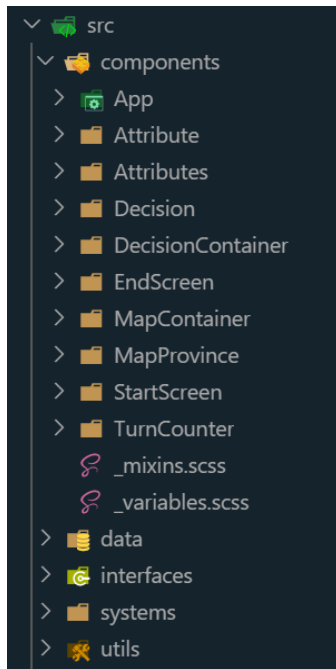 src
components
App
Attribute
Attributes
Decision
DecisionContainer
EndScreen
MapContainer
MapProvince
StartScreen
TurnCounter
_mixins.scss
_variables.scss
data
interfaces
systems
utils